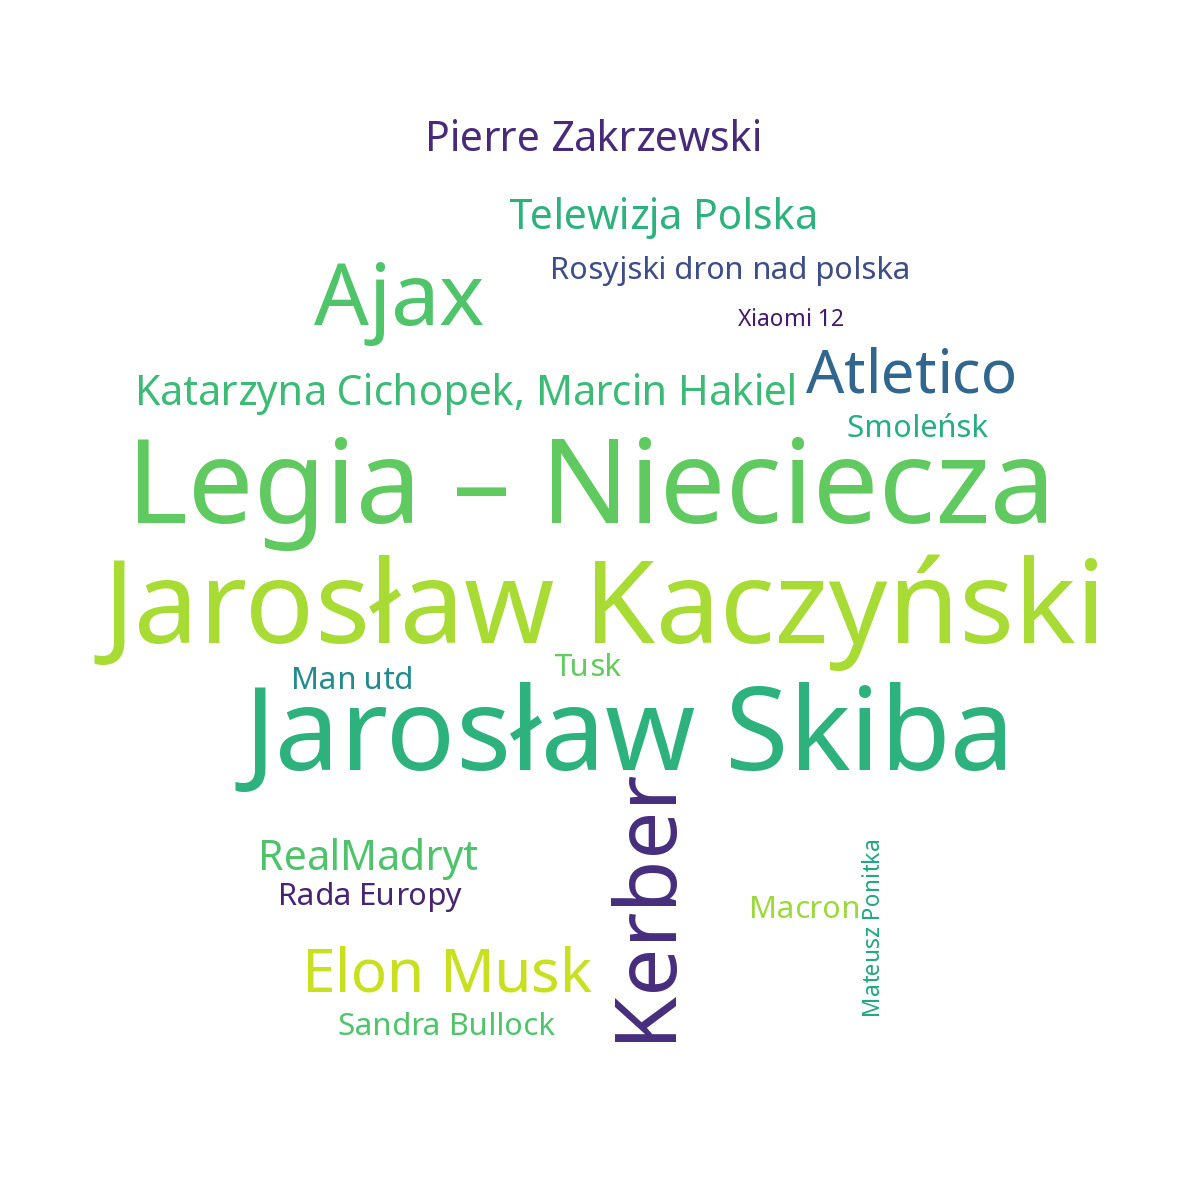 Pierre Zakrzewski
Telewizja Polska
Rosyjski dron nad polska
Ajax
Xiaomi 12
Atletico
Katarzyna Cichopek, Marcin Hakiel
Smoleńsk
Legia – Nieciecza
Jarosław Kaczyński
Tusk
Man utd
Jarosław Skiba
Kerber
RealMadryt
Rada Europy
Macron
Mateusz Ponitka
Elon Musk
Sandra Bullock